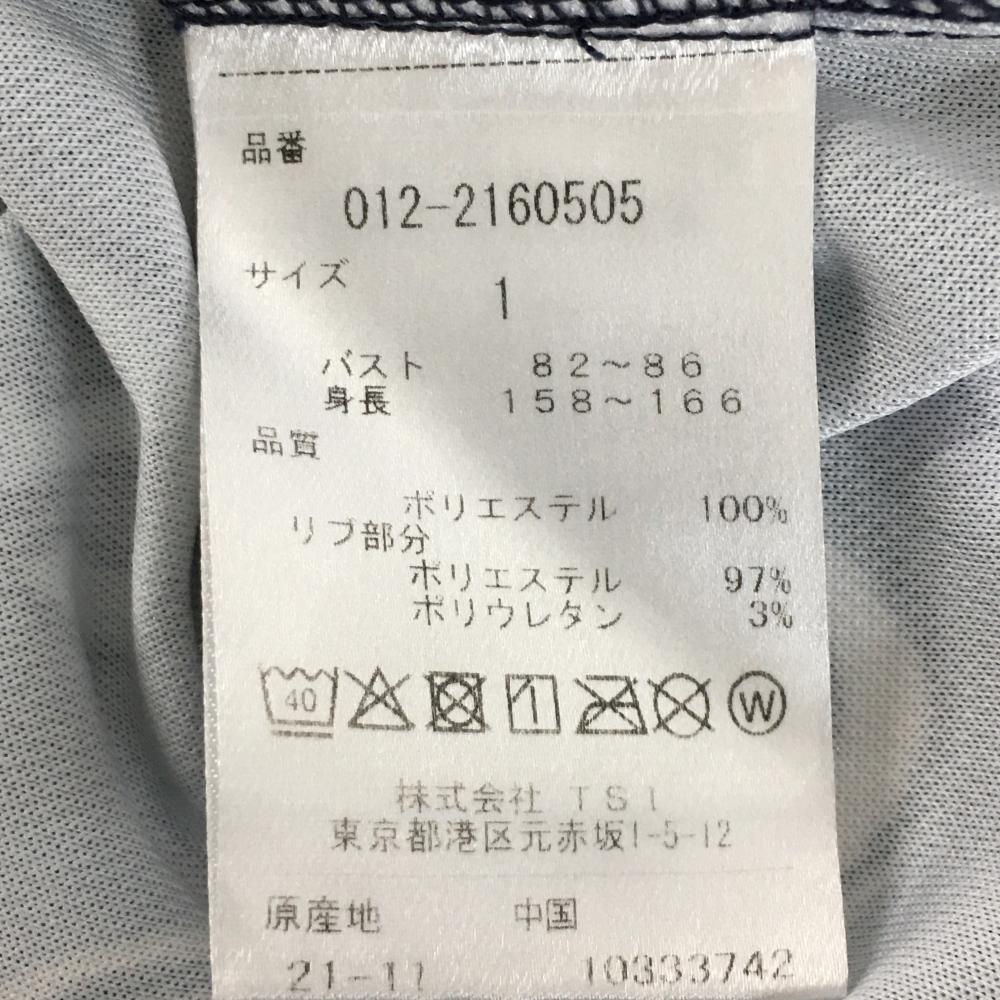 品番
012-2160505
サイズ
1
バスト 82～86
身長 158～166
品質
ポリエステル 100%
リブ部分
ポリエステル 97%
ポリウレタン 3%
40
W
株式会社 TSI
東京都港区元赤坂1-5-12
原産地 中国
21-11 10333742